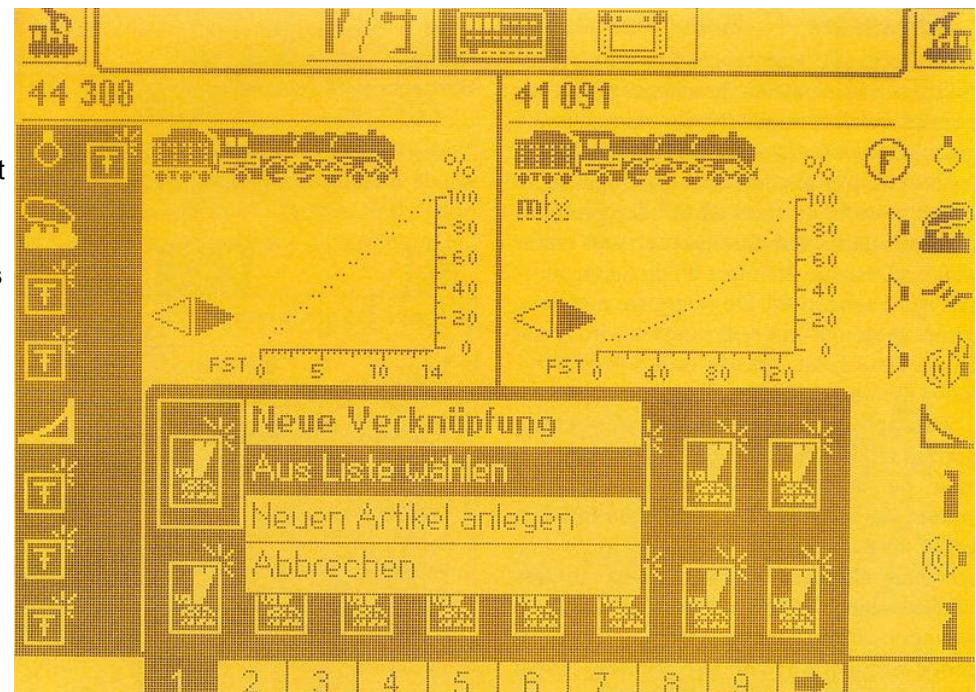 44 308
41 091
t
s
%
100
80
60
40
20
0
FST 0 5 10 14
mfx
%
100
80
60
40
20
0
FST 0 40 80 120
F
Neue Verknüpfung
Aus Liste wählen
Neuen Artikel anlegen
Abbrechen
1 2 3 4 5 6 7 8 9